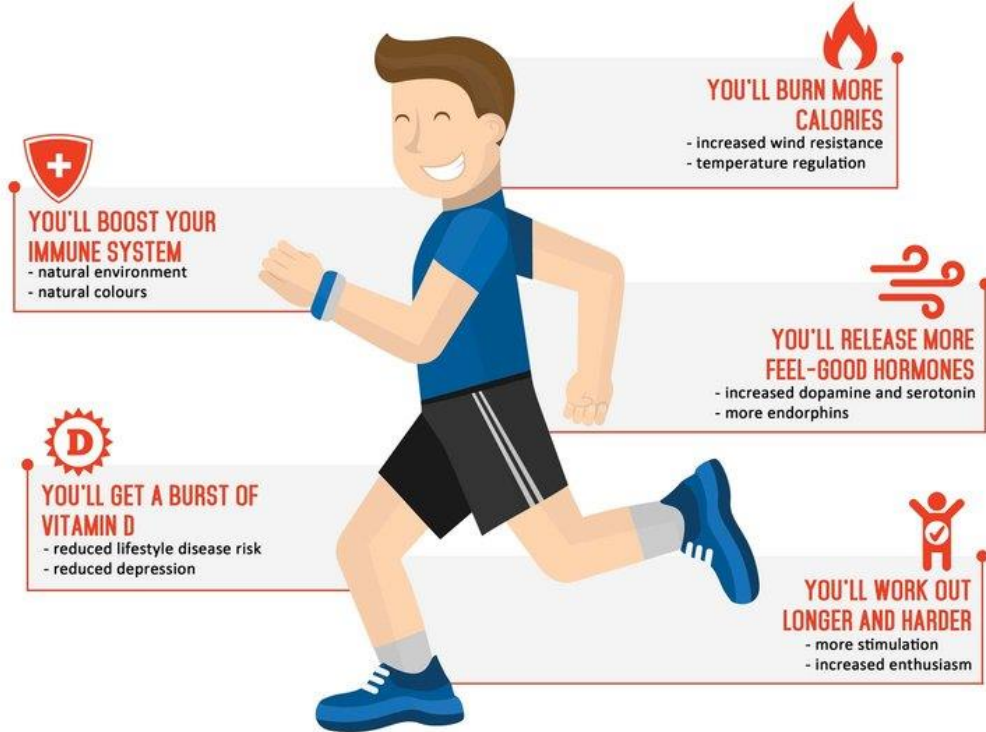 YOU'LL BURN MORE
CALORIES
- increased wind resistance
- temperature regulation
YOU'LL BOOST YOUR
IMMUNE SYSTEM
- natural environment
- natural colours
YOU'LL RELEASE MORE
FEEL-GOOD HORMONES
- increased dopamine and serotonin
- more endorphins
D
YOU'LL GET A BURST OF
VITAMIN D
- reduced lifestyle disease risk
- reduced depression
YOU'LL WORK OUT
LONGER AND HARDER
- more stimulation
- increased enthusiasm